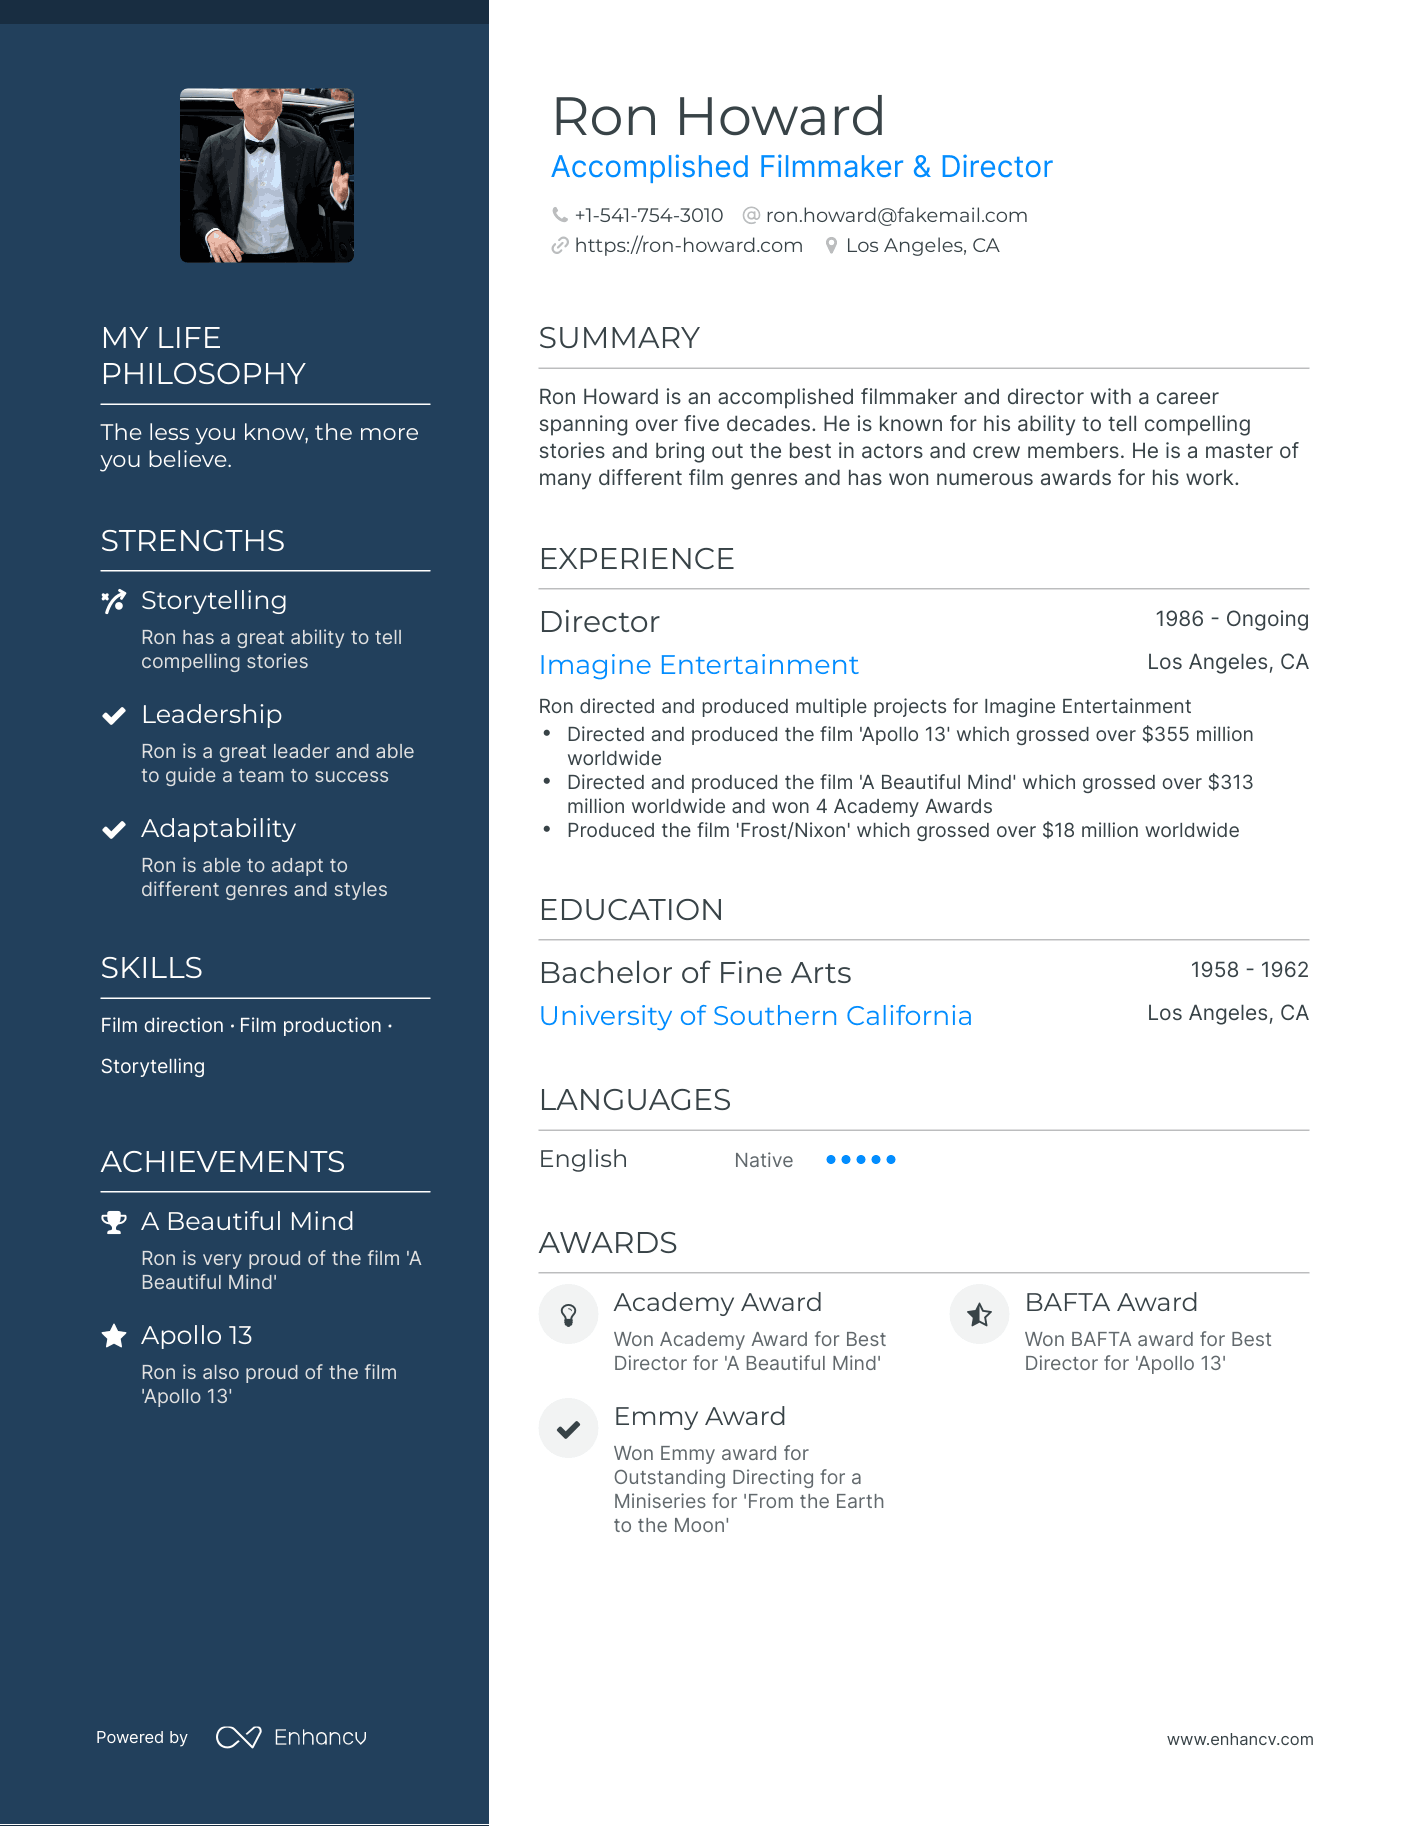 Ron Howard
Accomplished Filmmaker & Director
+1-541-754-3010 ron.howard@fakemail.com
https://ron-howard.com Los Angeles, CA
MY LIFE
PHILOSOPHY
The less you know, the more
you believe.
STRENGTHS
Storytelling
Ron has a great ability to tell
compelling stories
Leadership
Ron is a great leader and able
to guide a team to success
Adaptability
Ron is able to adapt to
different genres and styles
SKILLS
Film direction · Film production ·
Storytelling
ACHIEVEMENTS
A Beautiful Mind
Ron is very proud of the film 'A
Beautiful Mind'
Apollo 13
Ron is also proud of the film
'Apollo 13'
SUMMARY
Ron Howard is an accomplished filmmaker and director with a career
spanning over five decades. He is known for his ability to tell compelling
stories and bring out the best in actors and crew members. He is a master of
many different film genres and has won numerous awards for his work.
EXPERIENCE
Director 1986 - Ongoing
Imagine Entertainment Los Angeles, CA
Ron directed and produced multiple projects for Imagine Entertainment
• Directed and produced the film 'Apollo 13' which grossed over $355 million
worldwide
• Directed and produced the film 'A Beautiful Mind' which grossed over $313
million worldwide and won 4 Academy Awards
• Produced the film 'Frost/Nixon' which grossed over $18 million worldwide
EDUCATION
Bachelor of Fine Arts 1958 - 1962
University of Southern California Los Angeles, CA
LANGUAGES
English Native
AWARDS
Academy Award
Won Academy Award for Best
Director for 'A Beautiful Mind'
BAFTA Award
Won BAFTA award for Best
Director for 'Apollo 13'
Emmy Award
Won Emmy award for
Outstanding Directing for a
Miniseries for 'From the Earth
to the Moon'
Powered by Enhancv
www.enhancv.com